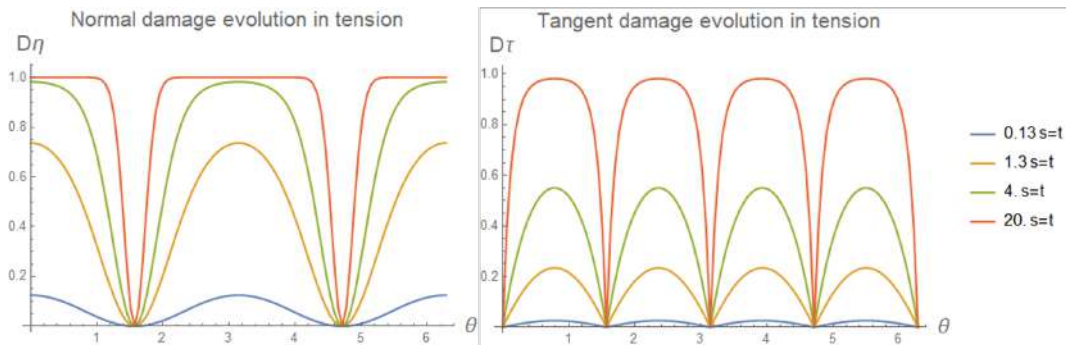 Normal damage evolution in tension
Dη
1.0
0.8
0.6
0.4
0.2
1 2 3 4 5 6 θ
Tangent damage evolution in tension
Dτ
1.0
0.8
0.6
0.4
0.2
1 2 3 4 5 6 θ
0.13 s=t
1.3 s=t
4. s=t
20. s=t